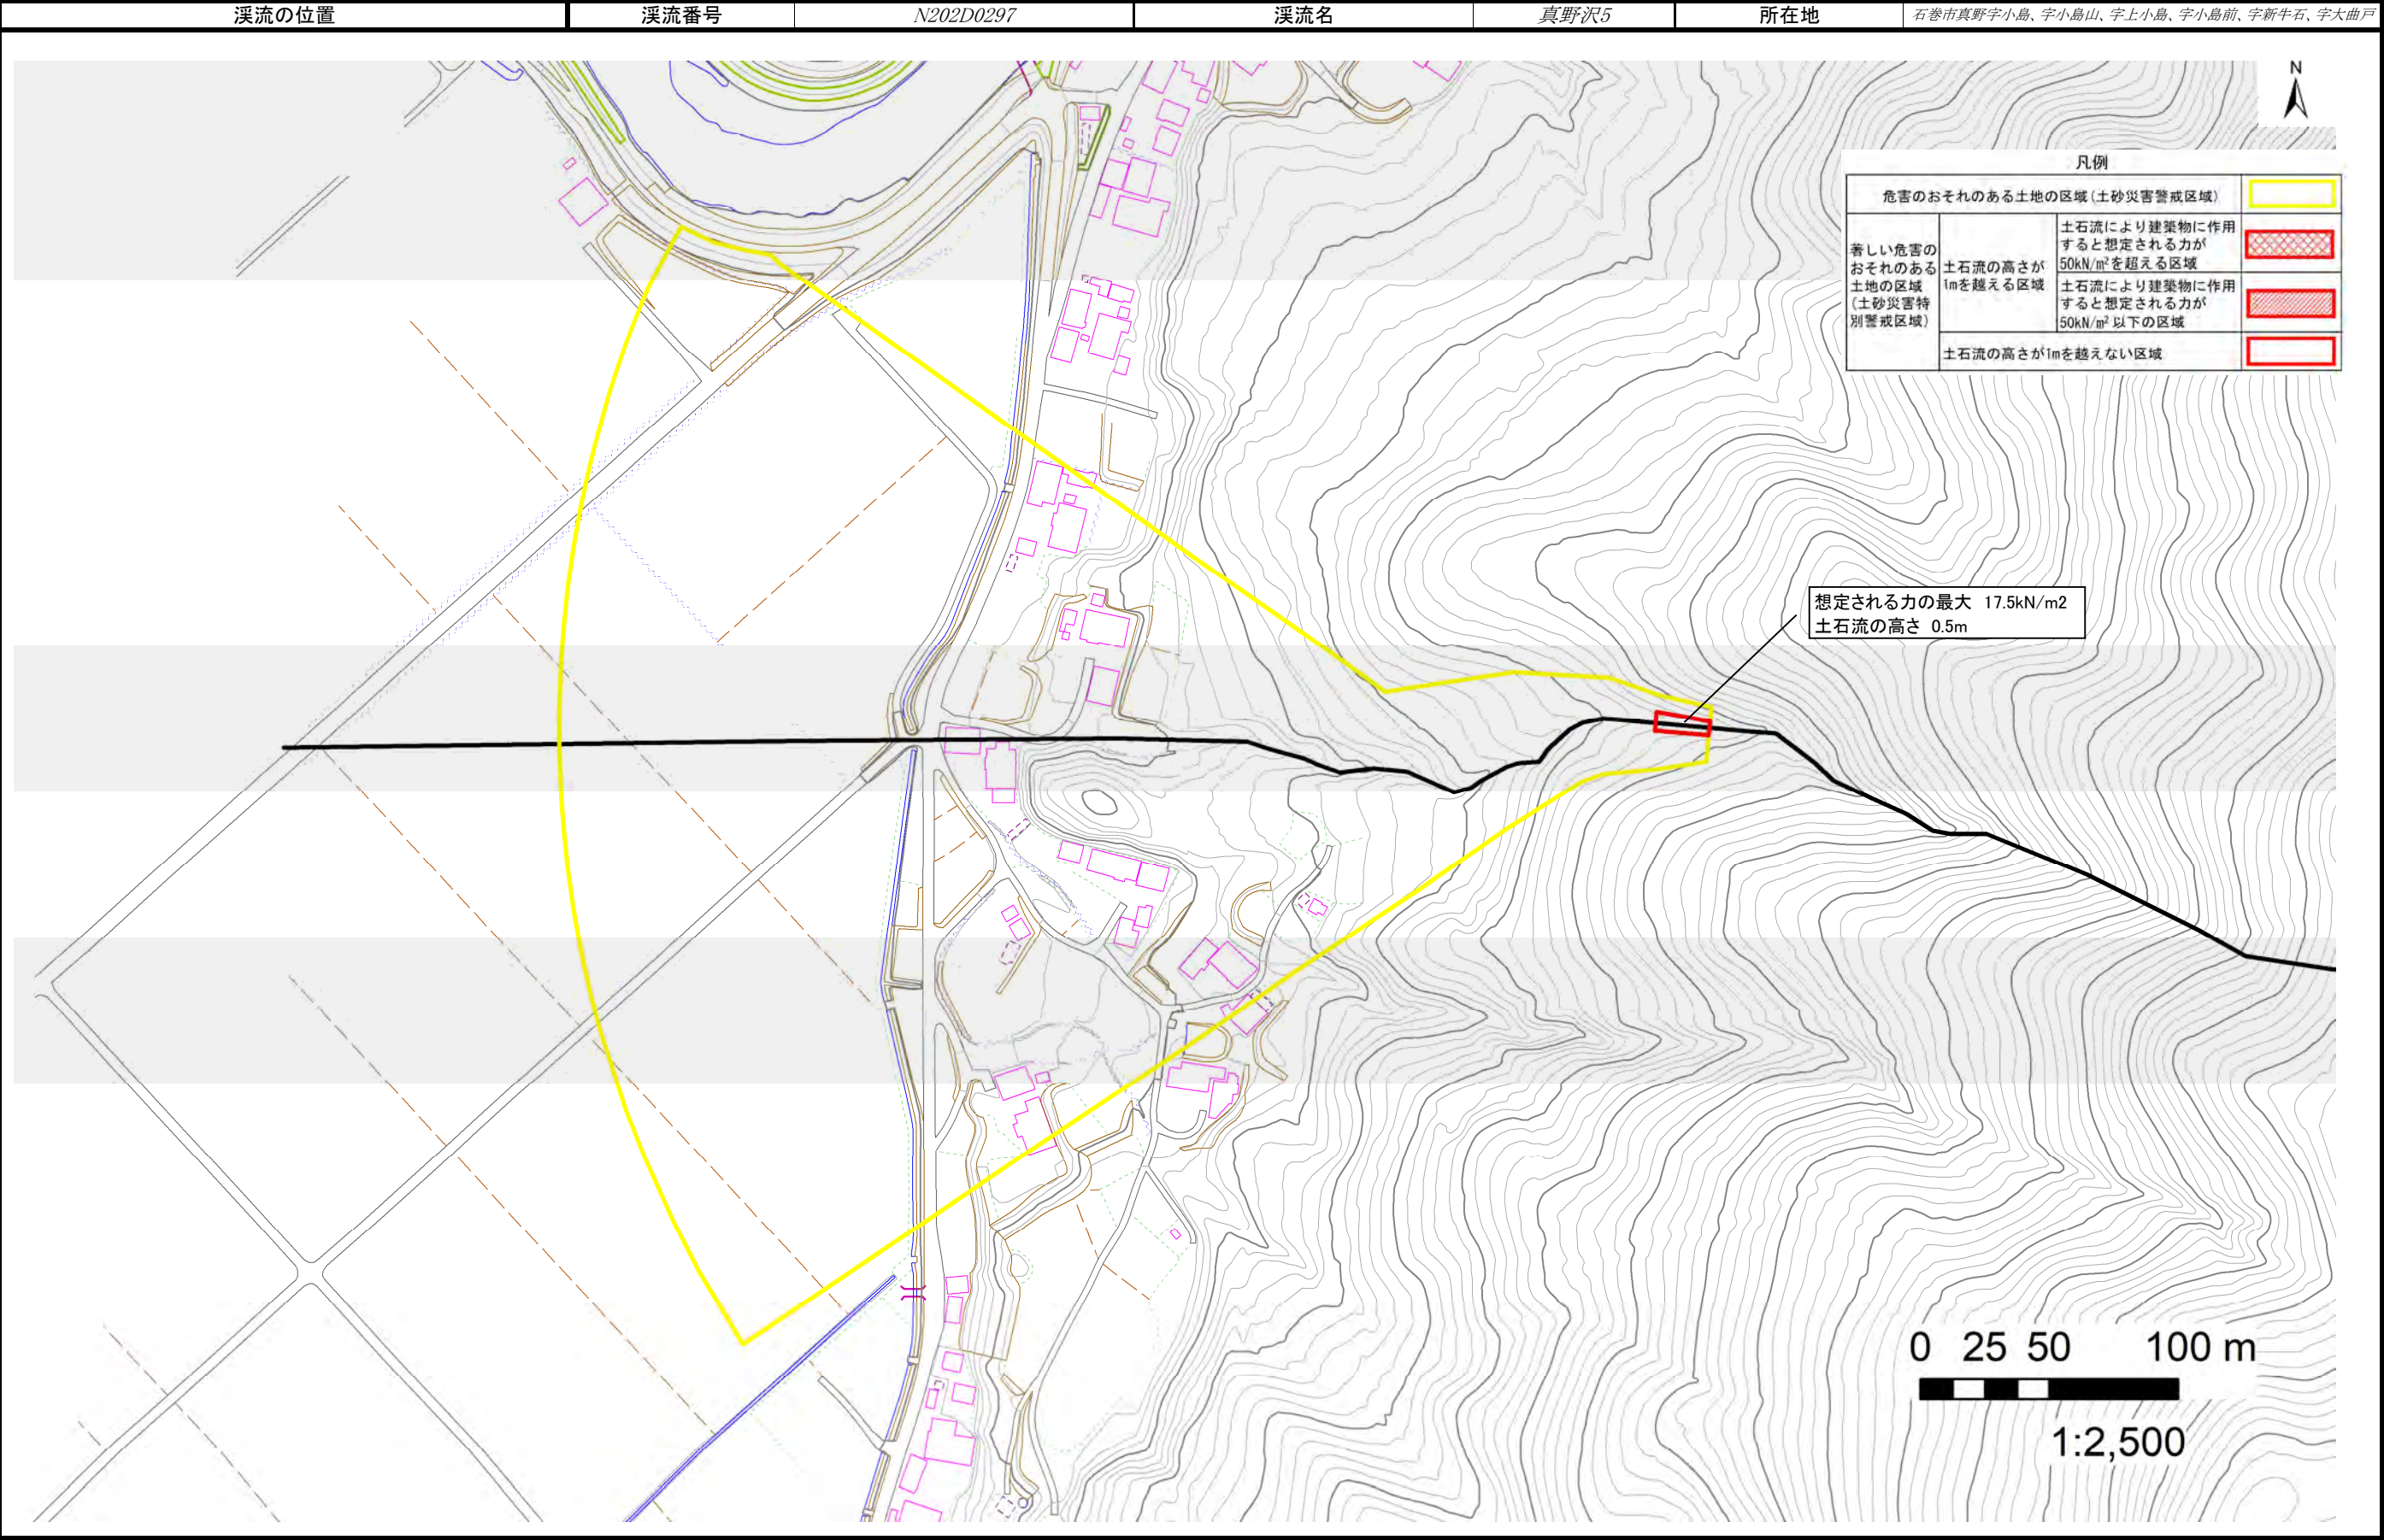 渓流の位置
渓流番号
N202D0297
渓流名
真野沢5
所在地
石巻市真野字小島、字小島山、字上小島、字小島前、字新牛石、字大曲戸
N
凡例
危害のおそれのある土地の区域(土砂災害警戒区域)
著しい危害の
おそれのある
土地の区域
(土砂災害特
別警戒区域)
土石流の高さが
1mを越える区域
土石流により建築物に作用
すると想定される力が
50kN/m²を超える区域
土石流により建築物に作用
すると想定される力が
50kN/m²以下の区域
土石流の高さが1mを越えない区域
想定される力の最大 17.5kN/m2
土石流の高さ 0.5m
0 25 50 100 m
1:2,500